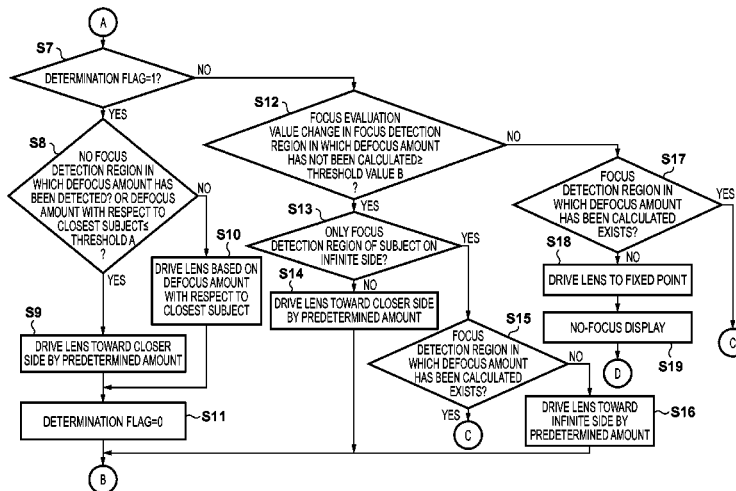 A
S7
DETERMINATION FLAG=1?
NO
YES
S8
NO FOCUS
DETECTION REGION IN
WHICH DEFOCUS AMOUNT HAS
BEEN DETECTED? OR DEFOCUS
AMOUNT WITH RESPECT TO
CLOSEST SUBJECT≤
THRESHOLD A
?
NO
YES
S9
DRIVE LENS TOWARD CLOSER
SIDE BY PREDETERMINED AMOUNT
S10
DRIVE LENS BASED ON
DEFOCUS AMOUNT
WITH RESPECT TO
CLOSEST SUBJECT
S11
DETERMINATION FLAG=0
B
S12
FOCUS EVALUATION
VALUE CHANGE IN FOCUS DETECTION
REGION IN WHICH DEFOCUS AMOUNT
HAS NOT BEEN CALCULATED≥
THRESHOLD VALUE B
?
NO
YES
S13
ONLY FOCUS
DETECTION REGION OF SUBJECT ON
INFINITE SIDE?
YES
NO
S14
DRIVE LENS TOWARD CLOSER SIDE
BY PREDETERMINED AMOUNT
S15
FOCUS
DETECTION REGION IN
WHICH DEFOCUS AMOUNT
HAS BEEN CALCULATED
EXISTS?
NO
YES
C
S16
DRIVE LENS TOWARD
INFINITE SIDE BY
PREDETERMINED AMOUNT
S17
FOCUS
DETECTION REGION IN
WHICH DEFOCUS AMOUNT
HAS BEEN CALCULATED
EXISTS?
YES
NO
S18
DRIVE LENS TO FIXED POINT
NO-FOCUS DISPLAY
S19
D
C